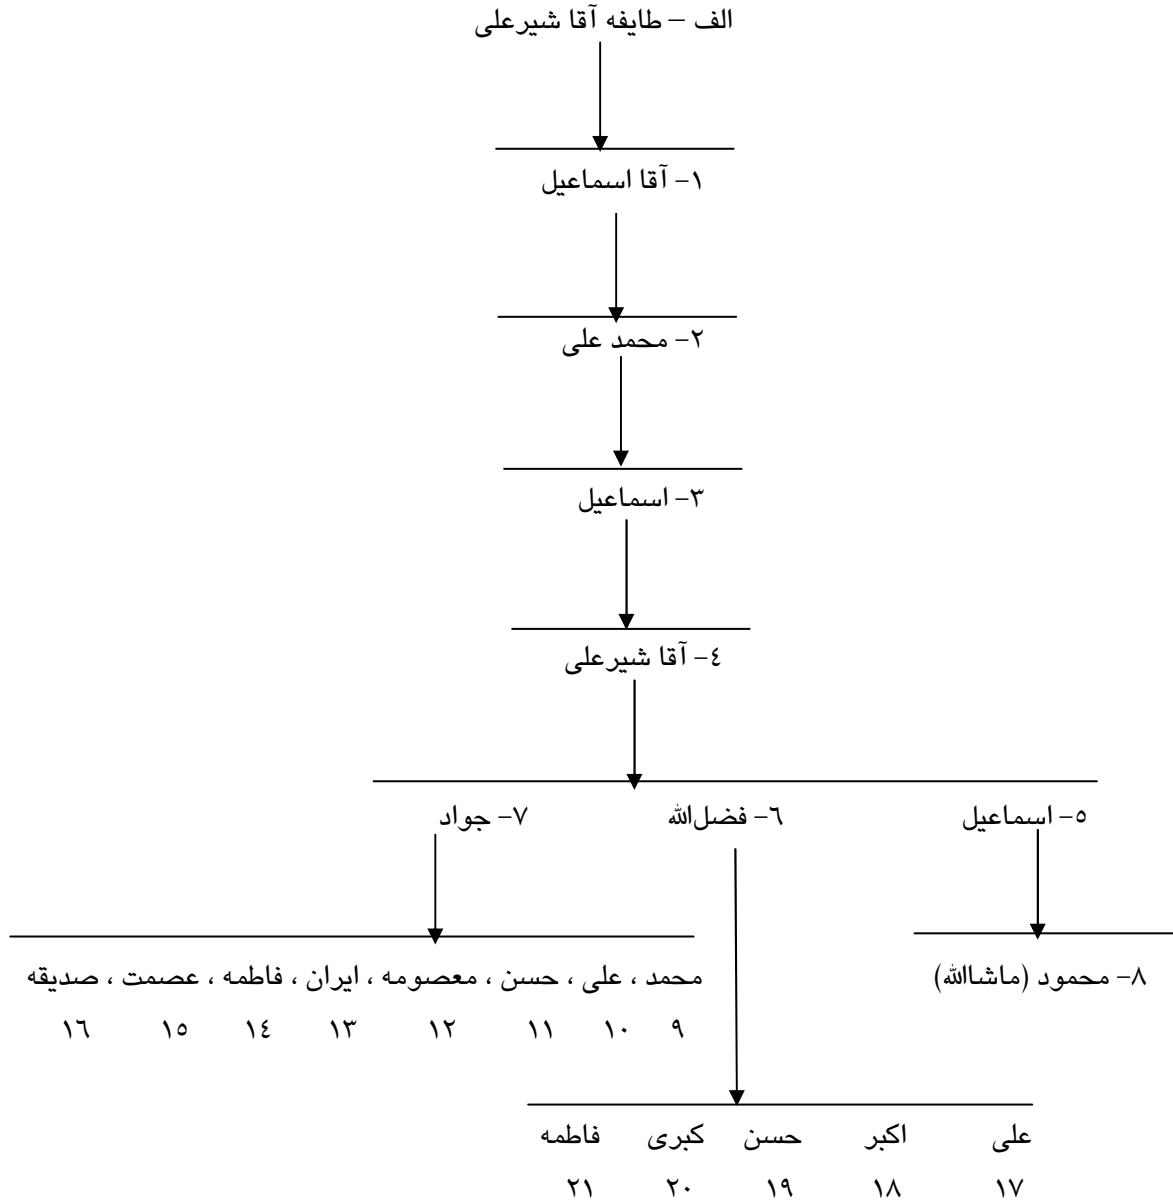 الف – طایفه آقا شیرعلی
۱- آقا اسماعیل
۲- محمد علی
۳- اسماعیل
٤- آقا شیرعلی
٥- اسماعیل ٦- فضل‌الله ۷- جواد
۸- محمود (ماشاالله) محمد ، علی ، حسن ، معصومه ، ایران ، فاطمه ، عصمت ، صدیقه
۹ ۱۰ ۱۱ ۱۲ ۱۳ ۱٤ ۱٥ ۱٦
علی اکبر حسن کبری فاطمه
۱۷ ۱۸ ۱۹ ۲۰ ۲۱